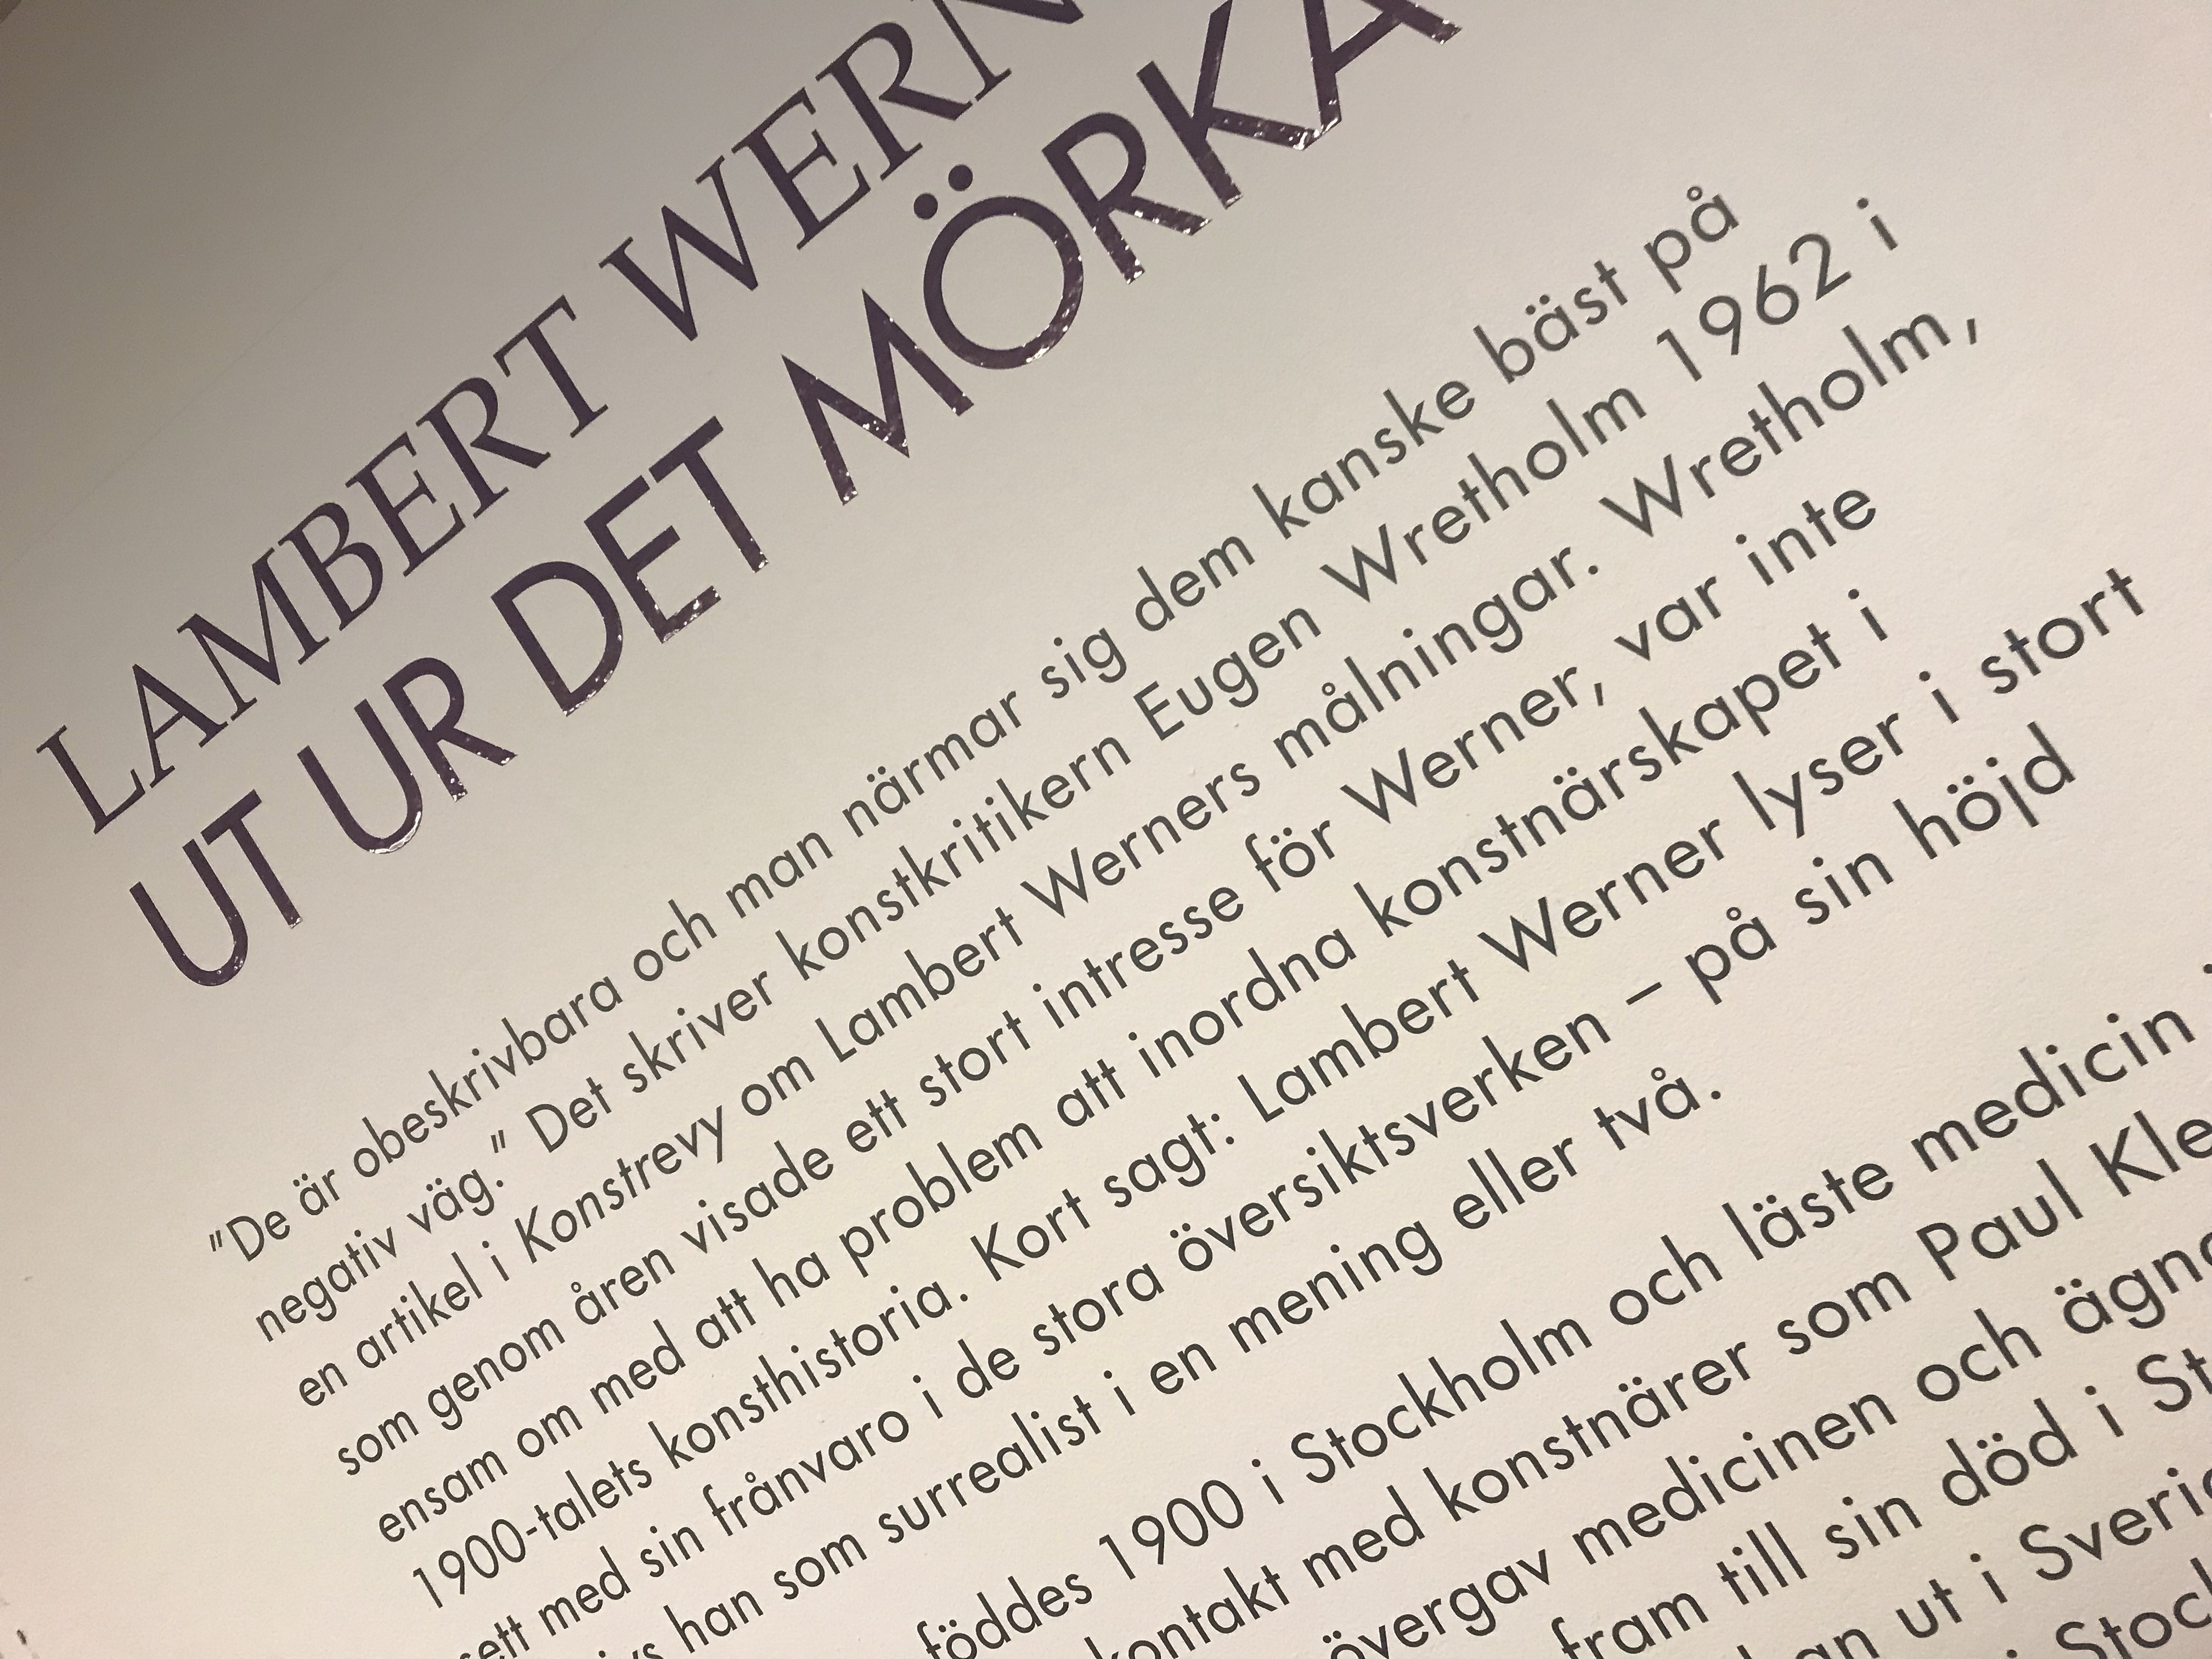 LAMBERT WERN
UT UR DET MÖRKA
"De är obeskrivbara och man närmar sig dem kanske bäst på
negativ väg." Det skriver konstkritikern Eugen Wretholm 1962 i
en artikel i Konstrevy om Lambert Werners målningar. Wretholm,
som genom åren visade ett stort intresse för Werner, var inte
ensam om med att ha problem att inordna konstnärskapet i
1900-talets konsthistoria. Kort sagt: Lambert Werner lyser i stort
sett med sin frånvaro i de stora översiktsverken – på sin höjd
han som surrealist i en mening eller två.
föddes 1900 i Stockholm och läste medicin
kontakt med konstnärer som Paul Kle
övergav medicinen och ägna
fram till sin död i St
ut i Sverig
i Stock